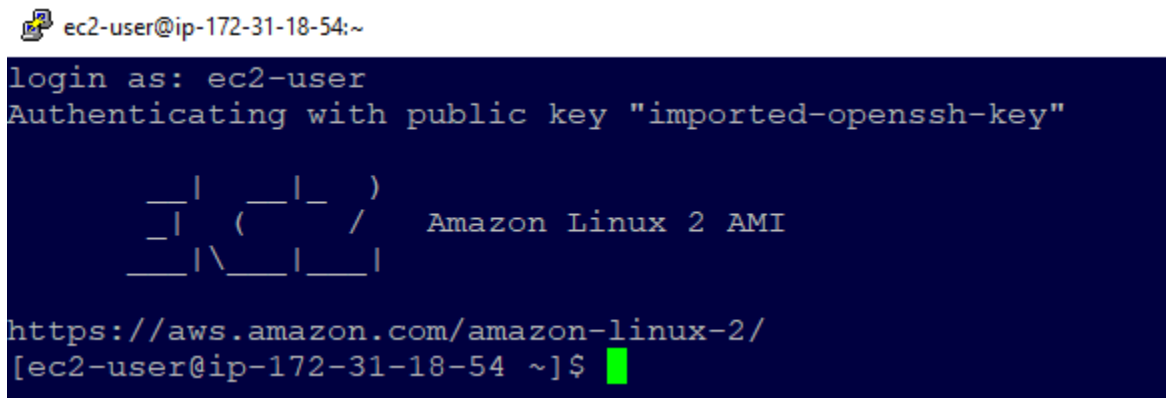 ec2-user@ip-172-31-18-54:~
login as: ec2-user
Authenticating with public key "imported-openssh-key"
       __|  __|_  )
       _|  (     /   Amazon Linux 2 AMI
      ___|\___|___|
https://aws.amazon.com/amazon-linux-2/
[ec2-user@ip-172-31-18-54 ~]$